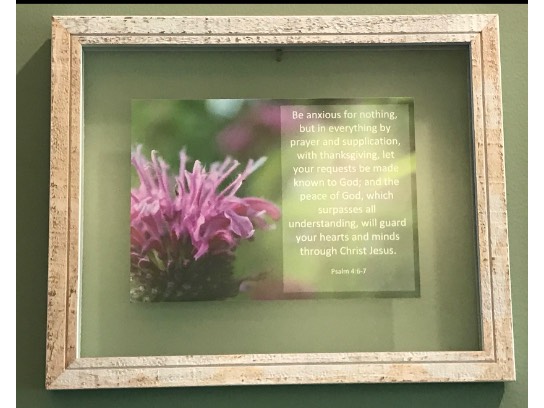 Be anxious for nothing,
but in everything by
prayer and supplication,
with thanksgiving, let
your requests be made
known to God; and the
peace of God, which
surpasses all
understanding, will guard
your hearts and minds
through Christ Jesus.
Psalm 4:6-7